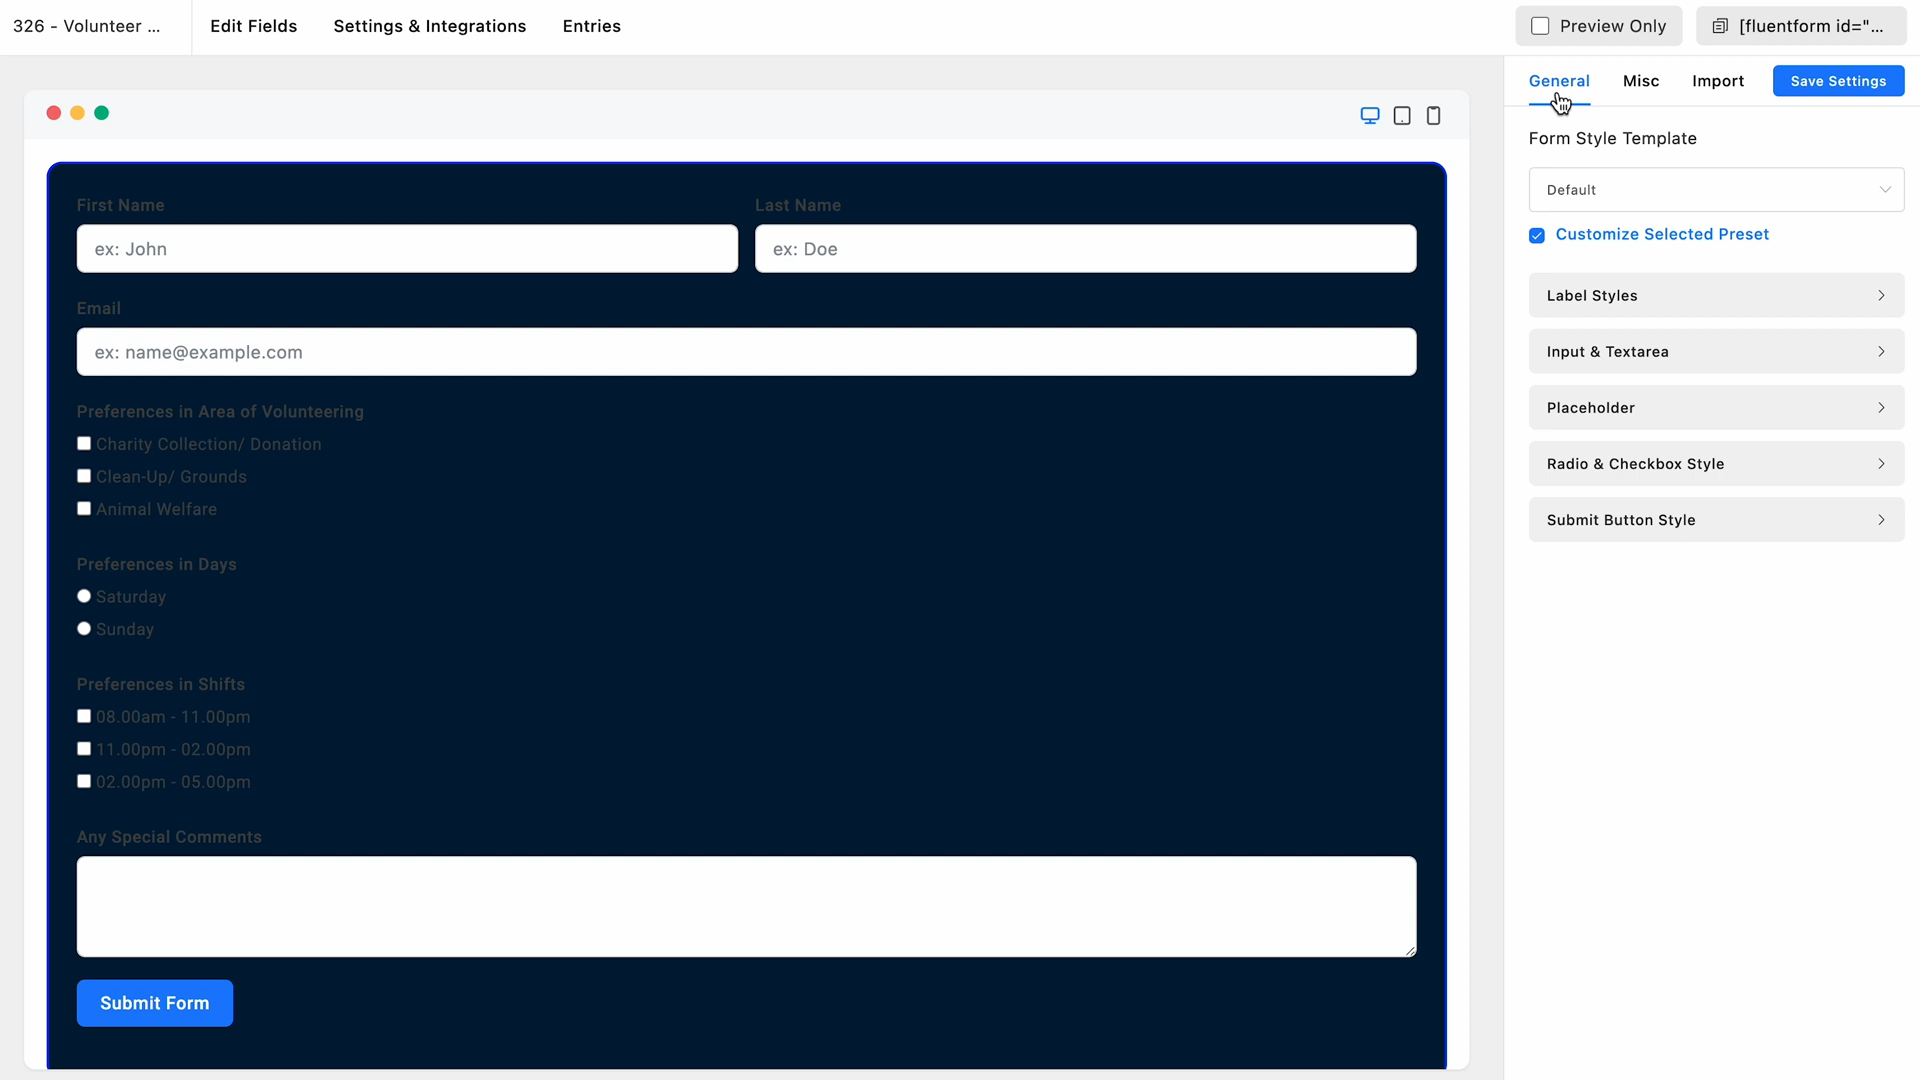 326 - Volunteer ...
Edit Fields
Settings & Integrations
Entries
Preview Only
[fluentform id="...
General
Misc
Import
Save Settings
Form Style Template
Default
Customize Selected Preset
Label Styles
Input & Textarea
Placeholder
Radio & Checkbox Style
Submit Button Style
First Name
Last Name
ex: John
ex: Doe
Email
ex: name@example.com
Preferences in Area of Volunteering
Charity Collection/ Donation
Clean-Up/ Grounds
Animal Welfare
Preferences in Days
Saturday
Sunday
Preferences in Shifts
08.00am - 11.00pm
11.00pm - 02.00pm
02.00pm - 05.00pm
Any Special Comments
Submit Form